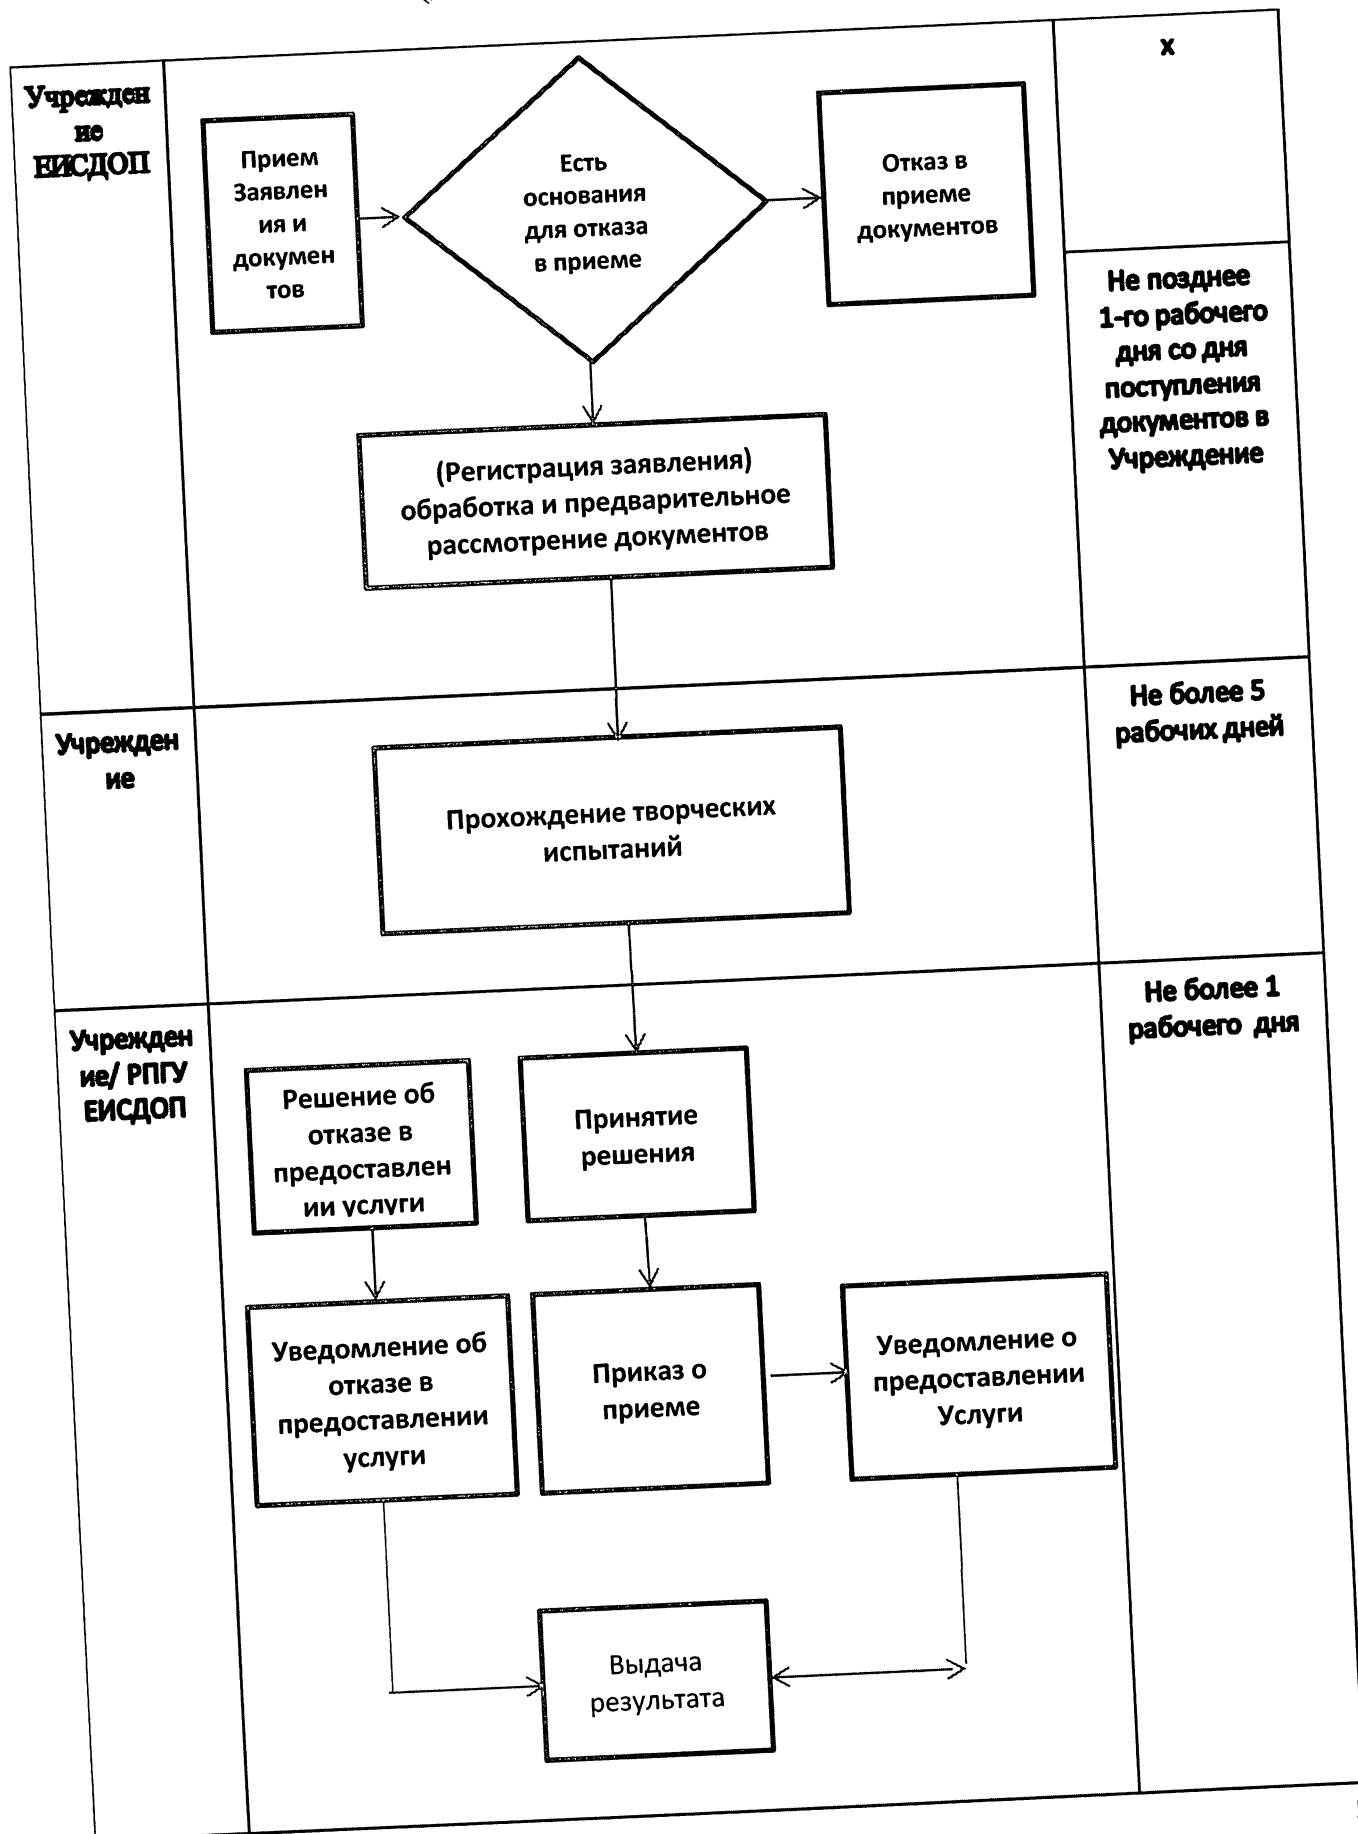 Учрежден
ие
ЕИСДОП
Прием
Заявлен
ия и
докумен
тов
Есть
основания
для отказа
в приеме
Отказ в
приеме
документов
х
Не позднее
1-го рабочего
дня со дня
поступления
документов в
Учреждение
(Регистрация заявления)
обработка и предварительное
рассмотрение документов
Учрежден
ие
Прохождение творческих
испытаний
Не более 5
рабочих дней
Учрежден
ие/ РПГУ
ЕИСДОП
Решение об
отказе в
предоставлен
ии услуги
Принятие
решения
Не более 1
рабочего дня
Уведомление об
отказе в
предоставлении
услуги
Приказ о
приеме
Уведомление о
предоставлении
Услуги
Выдача
результата